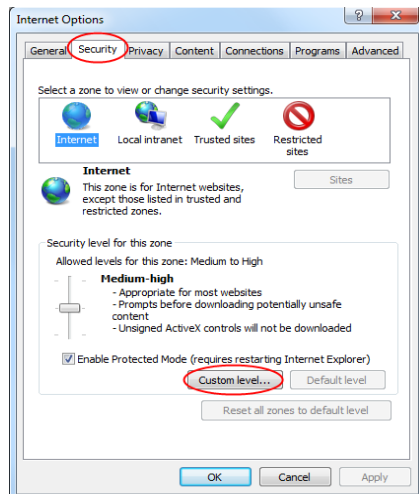 Internet Options
General Security Privacy Content Connections Programs Advanced
Select a zone to view or change security settings.
Internet Local intranet Trusted sites Restricted
sites
Internet
Sites
This zone is for Internet websites,
except those listed in trusted and
restricted zones.
Security level for this zone
Allowed levels for this zone: Medium to High
Medium-high
- Appropriate for most websites
- Prompts before downloading potentially unsafe
content
- Unsigned ActiveX controls will not be downloaded
Enable Protected Mode (requires restarting Internet Explorer)
Custom level... Default level
Reset all zones to default level
OK Cancel Apply